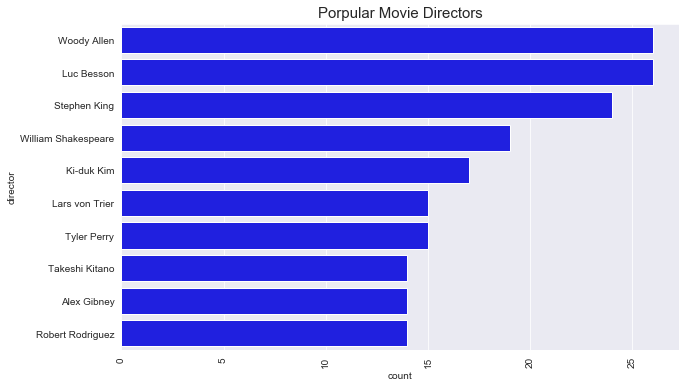 Porpular Movie Directors
Woody Allen
Luc Besson
Stephen King
William Shakespeare
Ki-duk Kim
Lars von Trier
Tyler Perry
Takeshi Kitano
Alex Gibney
Robert Rodriguez
director
0 5 10 15 20 25
count